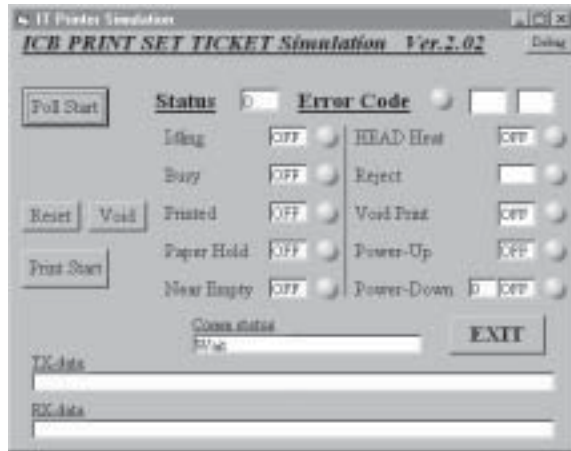 IT Printer Simulation
ICB PRINT SET TICKET Simulation Ver.2.02
Debug
Poll Start
Status 0 Error Code
Idling OFF HEAD Heat OFF
Busy OFF Reject
Reset Void Printed OFF Void Print OFF
Paper Hold OFF Power-Up OFF
Print Start
Near Empty OFF Power-Down 0 OFF
Comm status
Wait
EXIT
TX-data
RX-data